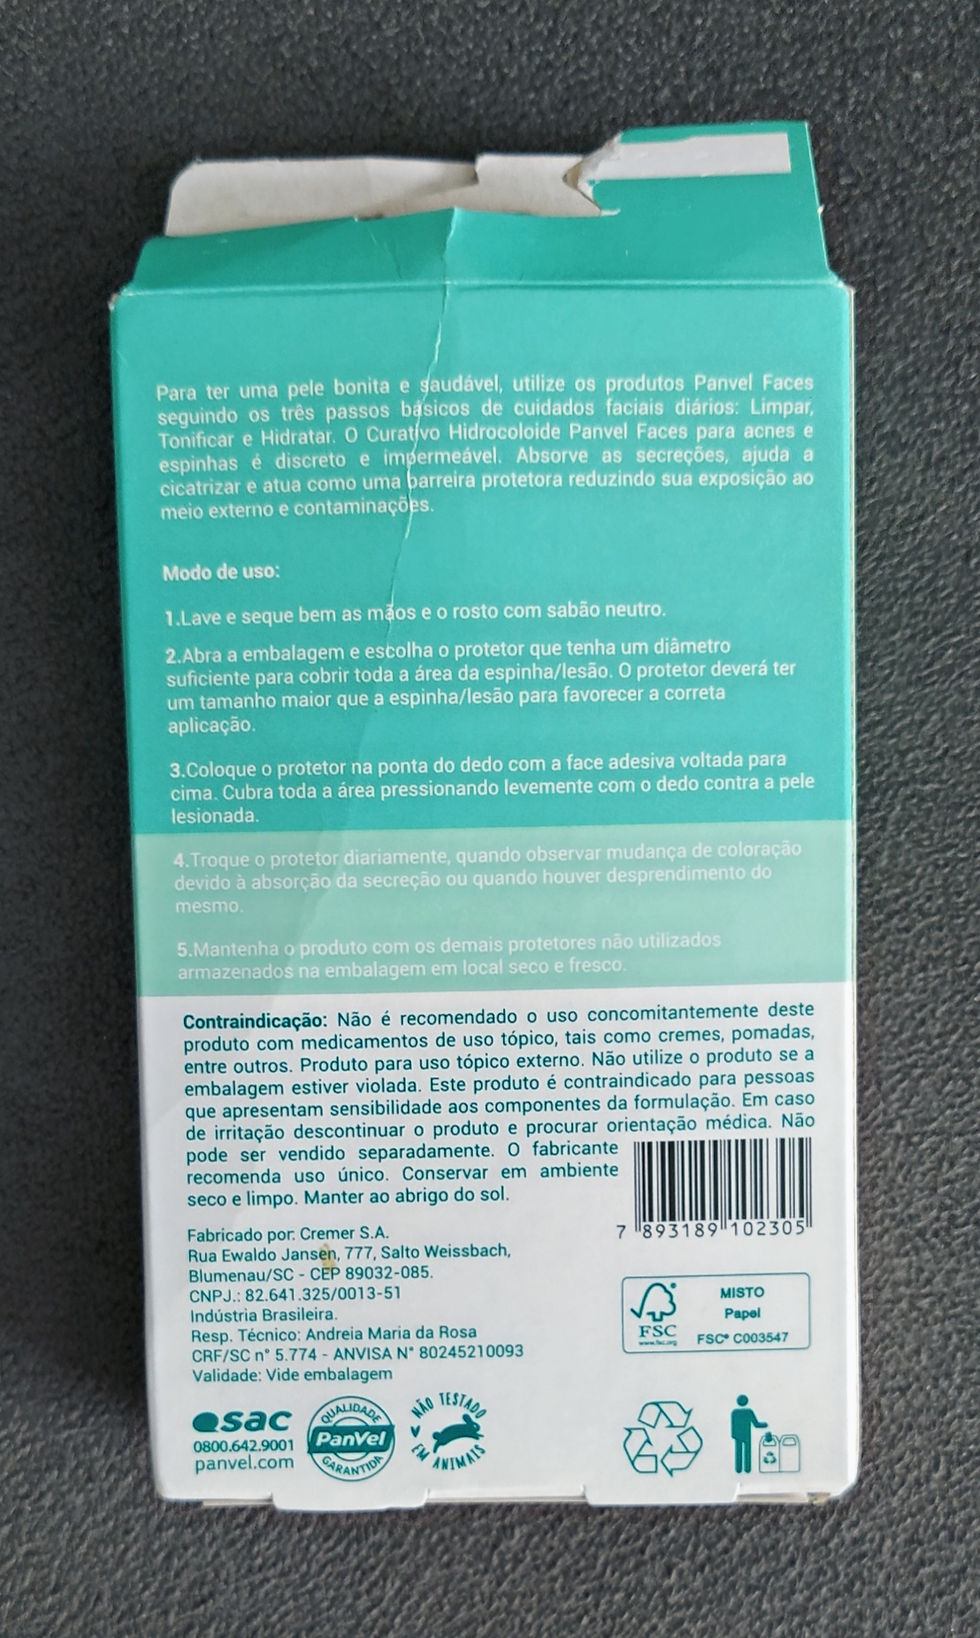 Para ter uma pele bonita e saudável, utilize os produtos Panvel Faces
seguindo os três passos básicos de cuidados faciais diários: Limpar,
Tonificar e Hidratar. O Curativo Hidrocoloide Panvel Faces para acnes e
espinhas é discreto e impermeável. Absorve as secreções, ajuda a
cicatrizar e atua como uma barreira protetora reduzindo sua exposição ao
meio externo e contaminações.
Modo de uso:
1.Lave e seque bem as mãos e o rosto com sabão neutro.
2.Abra a embalagem e escolha o protetor que tenha um diâmetro
suficiente para cobrir toda a área da espinha/lesão. O protetor deverá ter
um tamanho maior que a espinha/lesão para favorecer a correta
aplicação.
3.Coloque o protetor na ponta do dedo com a face adesiva voltada para
cima. Cubra toda a área pressionando levemente com o dedo contra a pele
lesionada.
4.Troque o protetor diariamente, quando observar mudança de coloração
devido à absorção da secreção ou quando houver desprendimento do
mesmo.
5.Mantenha o produto com os demais protetores não utilizados
armazenados na embalagem em local seco e fresco.
Contraindicação: Não é recomendado o uso concomitantemente deste
produto com medicamentos de uso tópico, tais como cremes, pomadas,
entre outros. Produto para uso tópico externo. Não utilize o produto se a
embalagem estiver violada. Este produto é contraindicado para pessoas
que apresentam sensibilidade aos componentes da formulação. Em caso
de irritação descontinuar o produto e procurar orientação médica. Não
pode ser vendido separadamente. O fabricante
recomenda uso único. Conservar em ambiente
seco e limpo. Manter ao abrigo do sol.
7 893189 102305
Fabricado por: Cremer S.A.
Rua Ewaldo Jansen, 777, Salto Weissbach,
Blumenau/SC - CEP 89032-085.
CNPJ.: 82.641.325/0013-51
Indústria Brasileira.
Resp. Técnico: Andreia Maria da Rosa
CRF/SC n° 5.774 - ANVISA N° 80245210093
Validade: Vide embalagem
FSC
www.fsc.org
MISTO
Papel
FSC® C003547
sac
0800.642.9001
panvel.com
QUALIDADE
PanVel
GARANTIDA
NÃO TESTADO
EM ANIMAIS